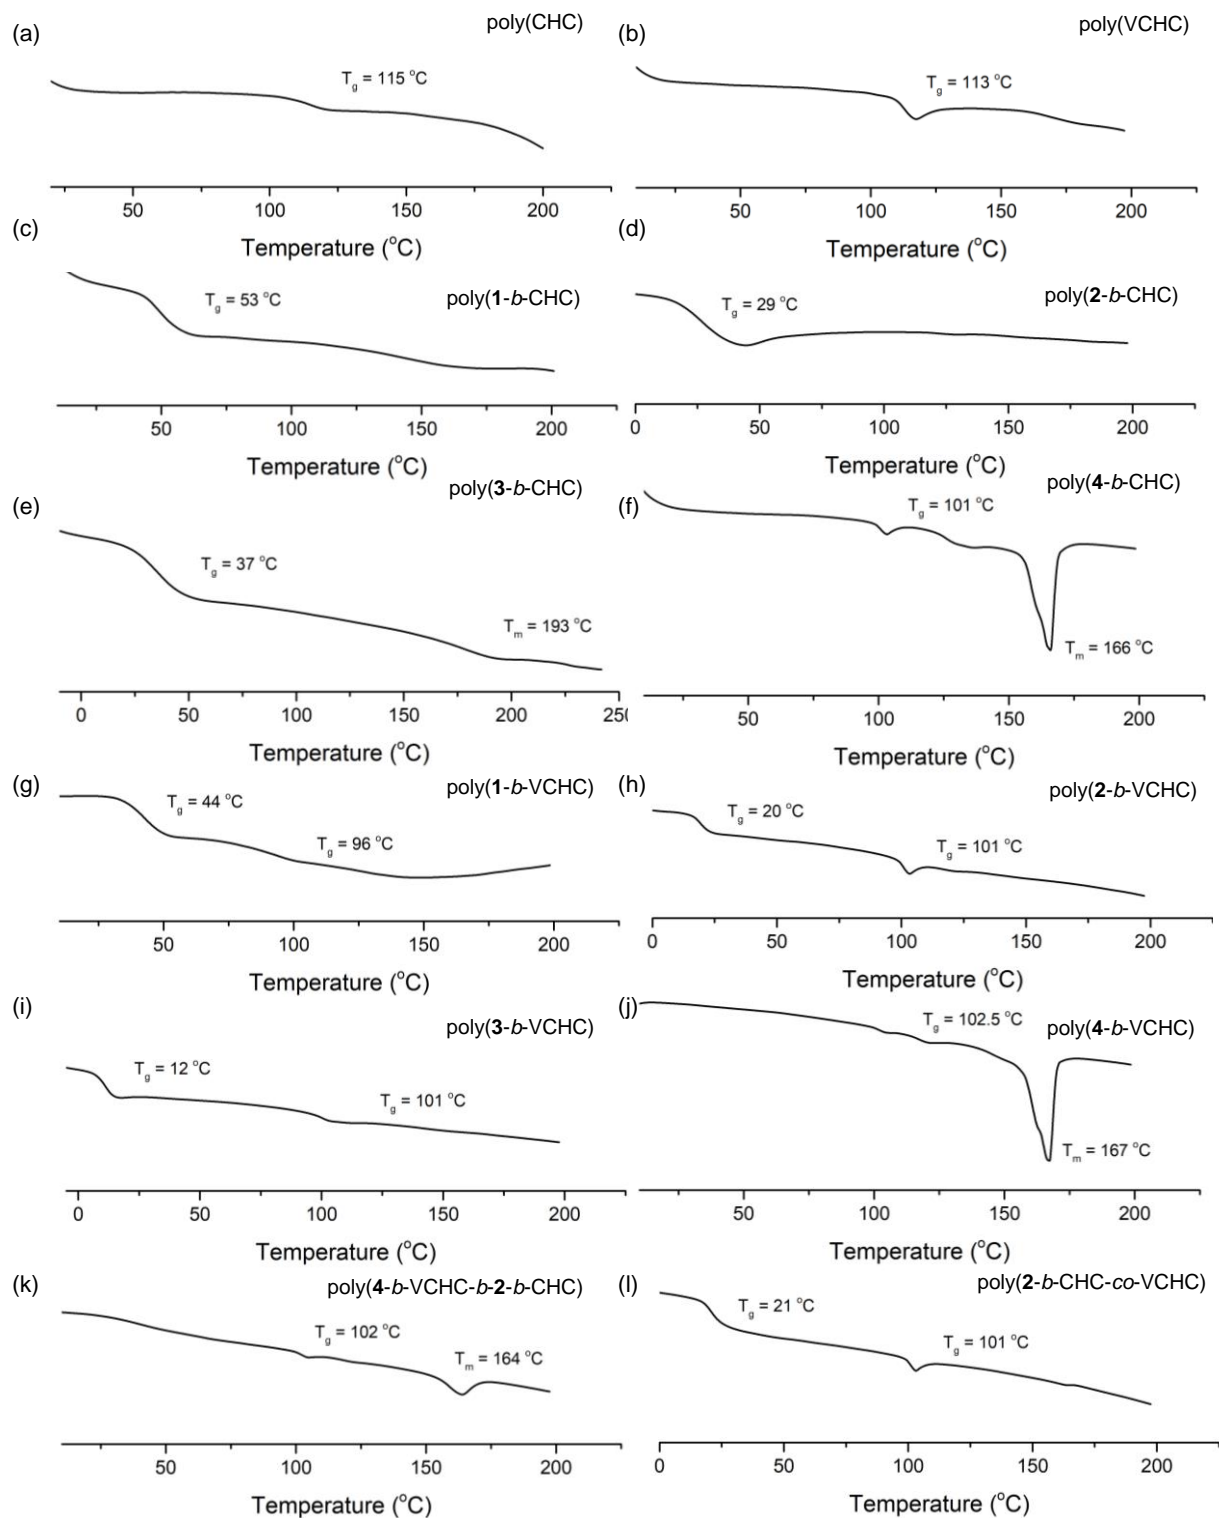 (a)
poly(CHC)
T_g = 115 °C
50 100 150 200
Temperature (°C)
(b)
poly(VCHC)
T_g = 113 °C
50 100 150 200
Temperature (°C)
(c)
poly(1-b-CHC)
T_g = 53 °C
50 100 150 200
Temperature (°C)
(d)
poly(2-b-CHC)
T_g = 29 °C
0 50 100 150 200
Temperature (°C)
(e)
poly(3-b-CHC)
T_g = 37 °C
T_m = 193 °C
0 50 100 150 200 250
Temperature (°C)
(f)
poly(4-b-CHC)
T_g = 101 °C
T_m = 166 °C
50 100 150 200
Temperature (°C)
(g)
poly(1-b-VCHC)
T_g = 44 °C
T_g = 96 °C
50 100 150 200
Temperature (°C)
(h)
poly(2-b-VCHC)
T_g = 20 °C
T_g = 101 °C
0 50 100 150 200
Temperature (°C)
(i)
poly(3-b-VCHC)
T_g = 12 °C
T_g = 101 °C
0 50 100 150 200
Temperature (°C)
(j)
poly(4-b-VCHC)
T_g = 102.5 °C
T_m = 167 °C
50 100 150 200
Temperature (°C)
(k)
poly(4-b-VCHC-b-2-b-CHC)
T_g = 102 °C
T_m = 164 °C
50 100 150 200
Temperature (°C)
(l)
poly(2-b-CHC-co-VCHC)
T_g = 21 °C
T_g = 101 °C
0 50 100 150 200
Temperature (°C)